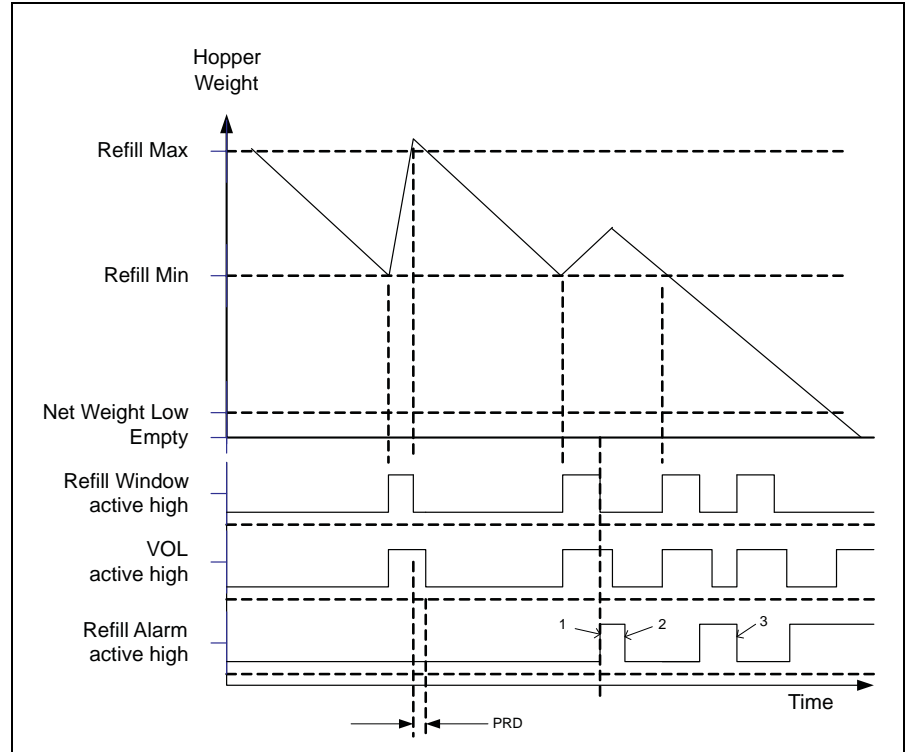 Hopper
Weight
Refill Max
Refill Min
Net Weight Low
Empty
Refill Window
active high
VOL
active high
Refill Alarm
active high
1
2
3
Time
PRD